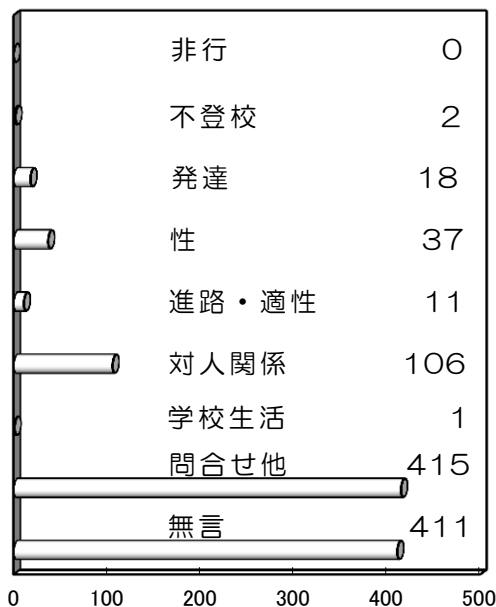 非行 0
不登校 2
発達 18
性 37
進路・適性 11
対人関係 106
学校生活 1
問合せ他 415
無言 411
0 100 200 300 400 500